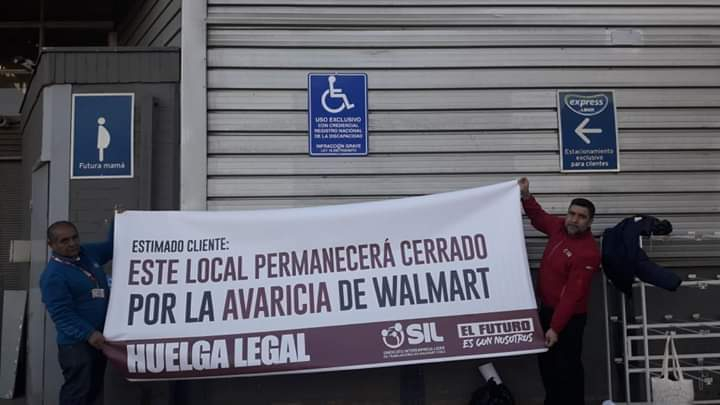 Futura mamá
USO EXCLUSIVO
CON CREDENCIAL
REGISTRO NACIONAL
DE LA DISCAPACIDAD
INFRACCIÓN GRAVE
express
Estacionamiento
exclusivo
para clientes
ESTIMADO CLIENTE:
ESTE LOCAL PERMANECERÁ CERRADO
POR LA AVARICIA DE WALMART
HUELGA LEGAL
SIL
EL FUTURO
ES CON NOSOTROS